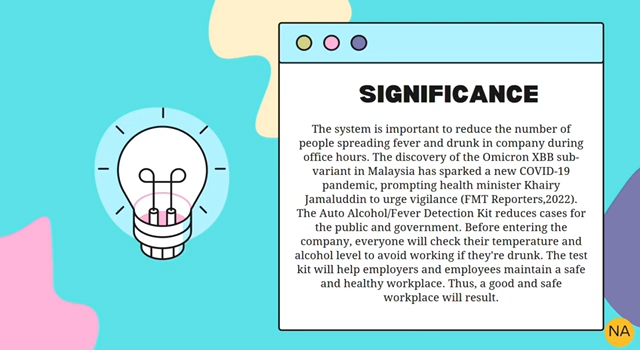 SIGNIFICANCE
The system is important to reduce the number of
people spreading fever and drunk in company during
office hours. The discovery of the Omicron XBB sub-
variant in Malaysia has sparked a new COVID-19
pandemic, prompting health minister Khairy
Jamaluddin to urge vigilance (FMT Reporters,2022).
The Auto Alcohol/Fever Detection Kit reduces cases for
the public and government. Before entering the
company, everyone will check their temperature and
alcohol level to avoid working if they're drunk. The test
kit will help employers and employees maintain a safe
and healthy workplace. Thus, a good and safe
workplace will result.
NA